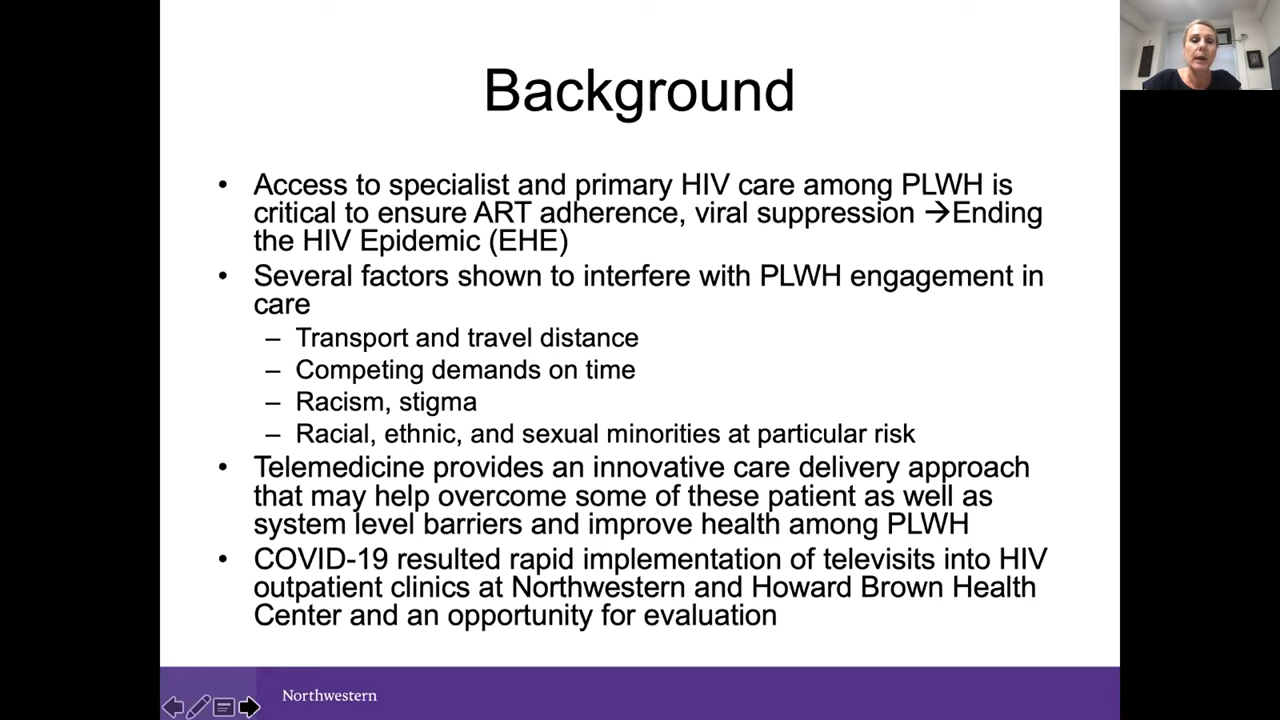 Background
• Access to specialist and primary HIV care among PLWH is
critical to ensure ART adherence, viral suppression →Ending
the HIV Epidemic (EHE)
• Several factors shown to interfere with PLWH engagement in
care
– Transport and travel distance
– Competing demands on time
– Racism, stigma
– Racial, ethnic, and sexual minorities at particular risk
• Telemedicine provides an innovative care delivery approach
that may help overcome some of these patient as well as
system level barriers and improve health among PLWH
• COVID-19 resulted rapid implementation of televisits into HIV
outpatient clinics at Northwestern and Howard Brown Health
Center and an opportunity for evaluation
Northwestern